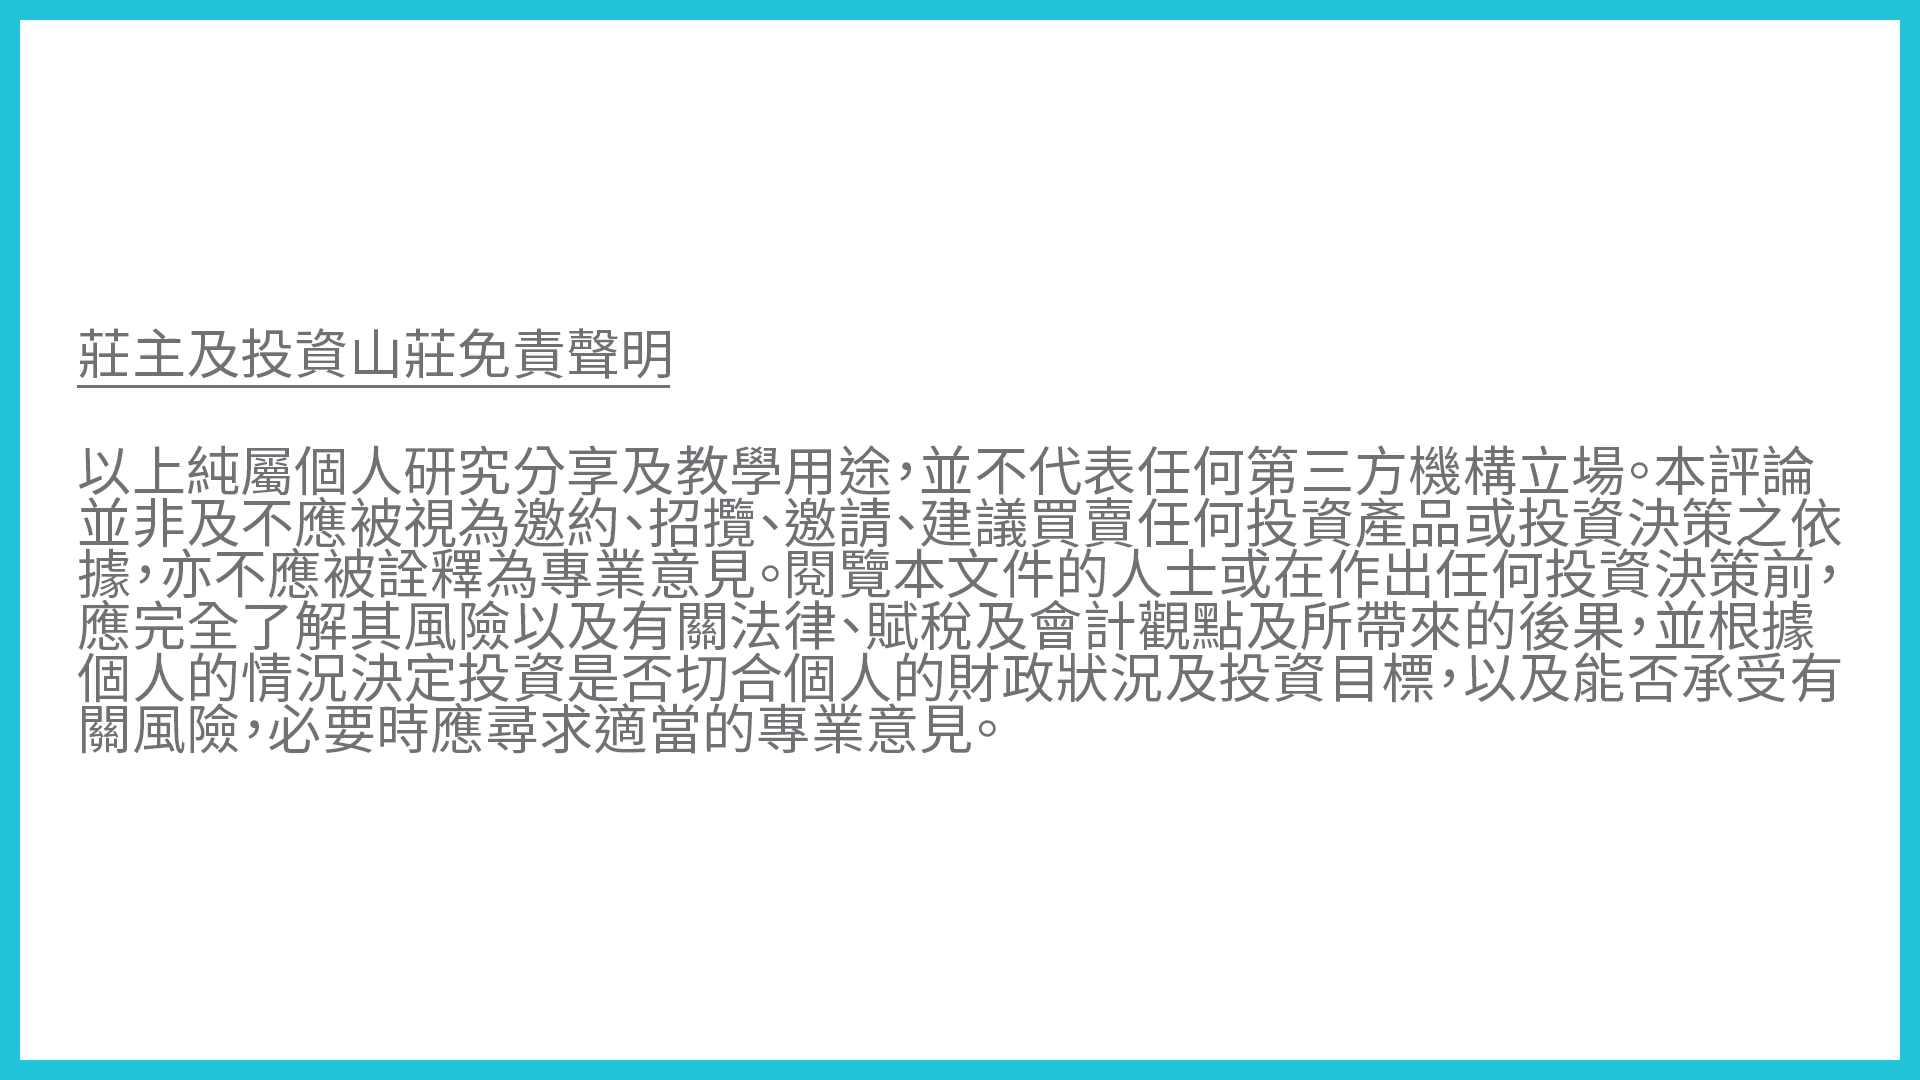 莊主及投資山莊免責聲明
以上純屬個人研究分享及教學用途，並不代表任何第三方機構立場。本評論
並非及不應被視為邀約、招攬、邀請、建議買賣任何投資產品或投資決策之依
據，亦不應被詮釋為專業意見。閱覽本文件的人士或在作出任何投資決策前，
應完全了解其風險以及有關法律、賦稅及會計觀點及所帶來的後果，並根據
個人的情況決定投資是否切合個人的財政狀況及投資目標，以及能否承受有
關風險，必要時應尋求適當的專業意見。